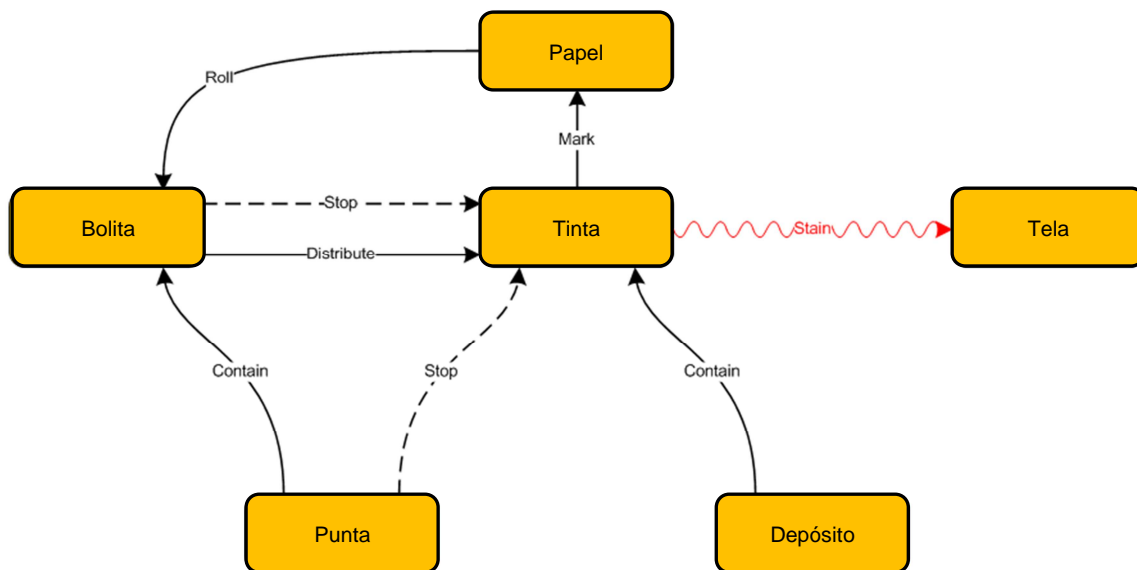 Papel
Roll
Mark
Bolita
Stop
Tinta
Stain
Tela
Distribute
Contain
Stop
Contain
Punta
Depósito